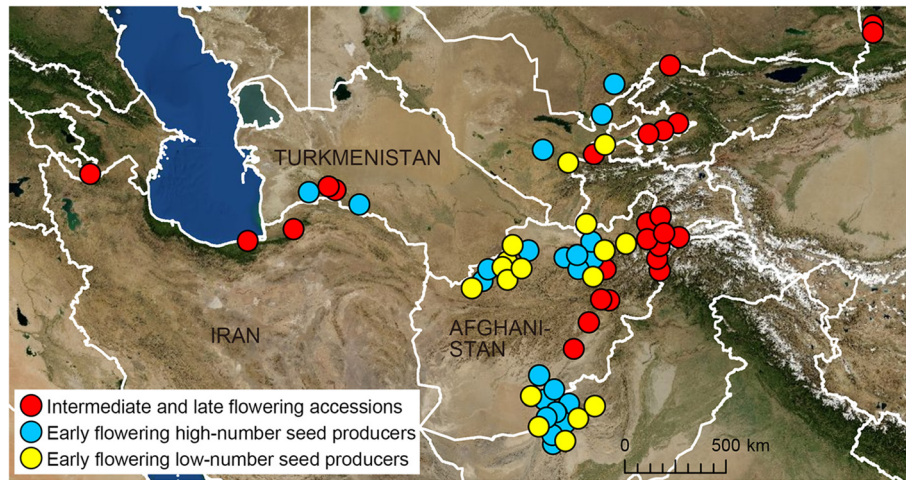 TURKMENISTAN
IRAN
AFGHANI-
STAN
Intermediate and late flowering accessions
Early flowering high-number seed producers
Early flowering low-number seed producers
0 500 km